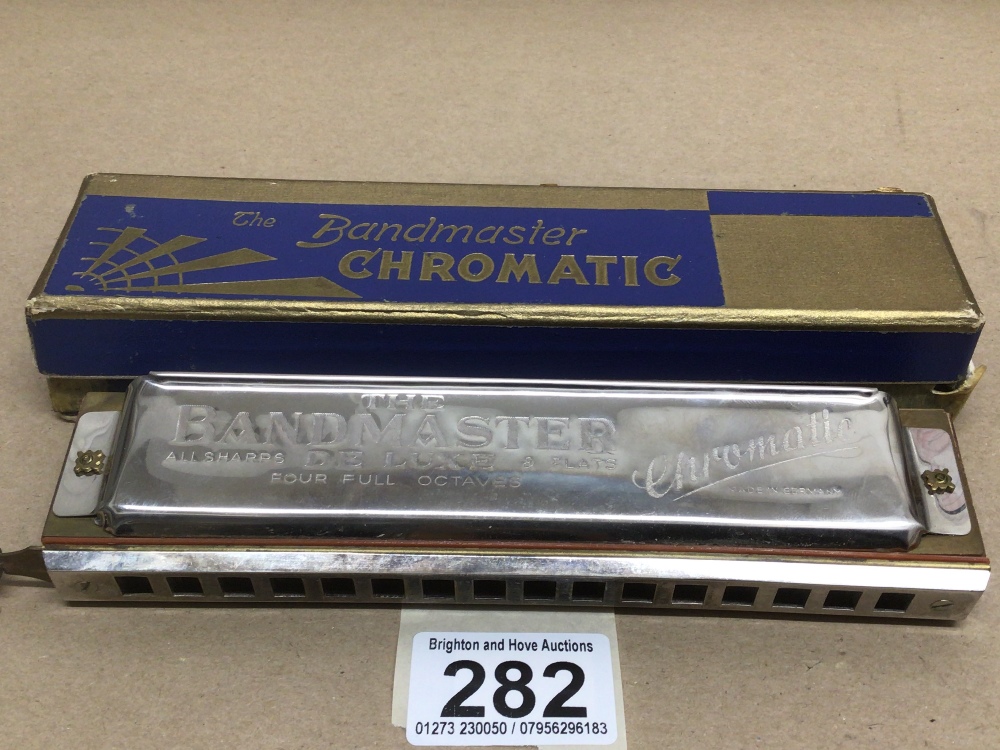 The Bandmaster
CHROMATIC
THE
BANDMASTER
ALL SHARPS DE LUXE & FLATS
FOUR FULL OCTAVES
Chromatic
MADE IN GERMANY
Brighton and Hove Auctions
282
01273 230050 / 07956296183